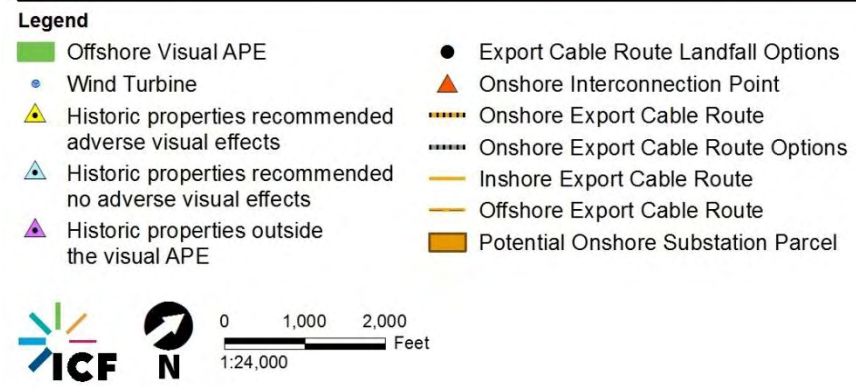 Legend
Offshore Visual APE
Wind Turbine
Historic properties recommended
adverse visual effects
Historic properties recommended
no adverse visual effects
Historic properties outside
the visual APE
Export Cable Route Landfall Options
Onshore Interconnection Point
Onshore Export Cable Route
Onshore Export Cable Route Options
Inshore Export Cable Route
Offshore Export Cable Route
Potential Onshore Substation Parcel
ICF
N
0 1,000 2,000
Feet
1:24,000